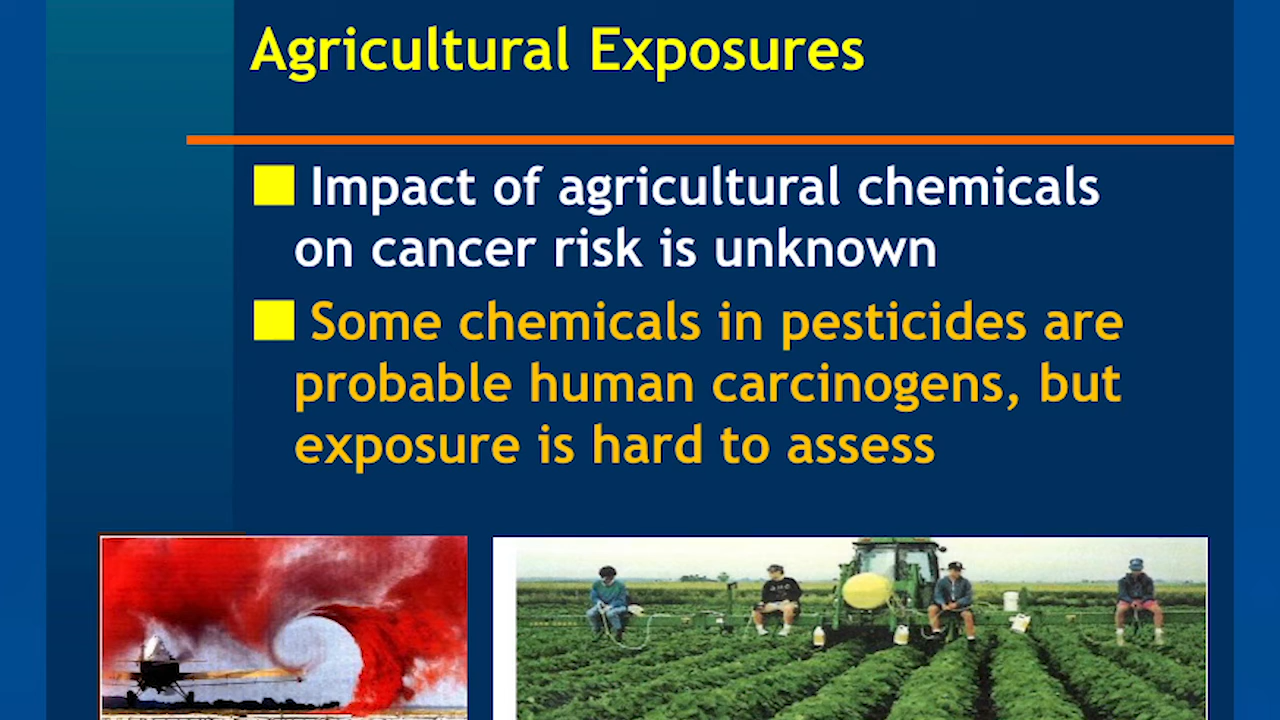 Agricultural Exposures
Impact of agricultural chemicals
on cancer risk is unknown
Some chemicals in pesticides are
probable human carcinogens, but
exposure is hard to assess